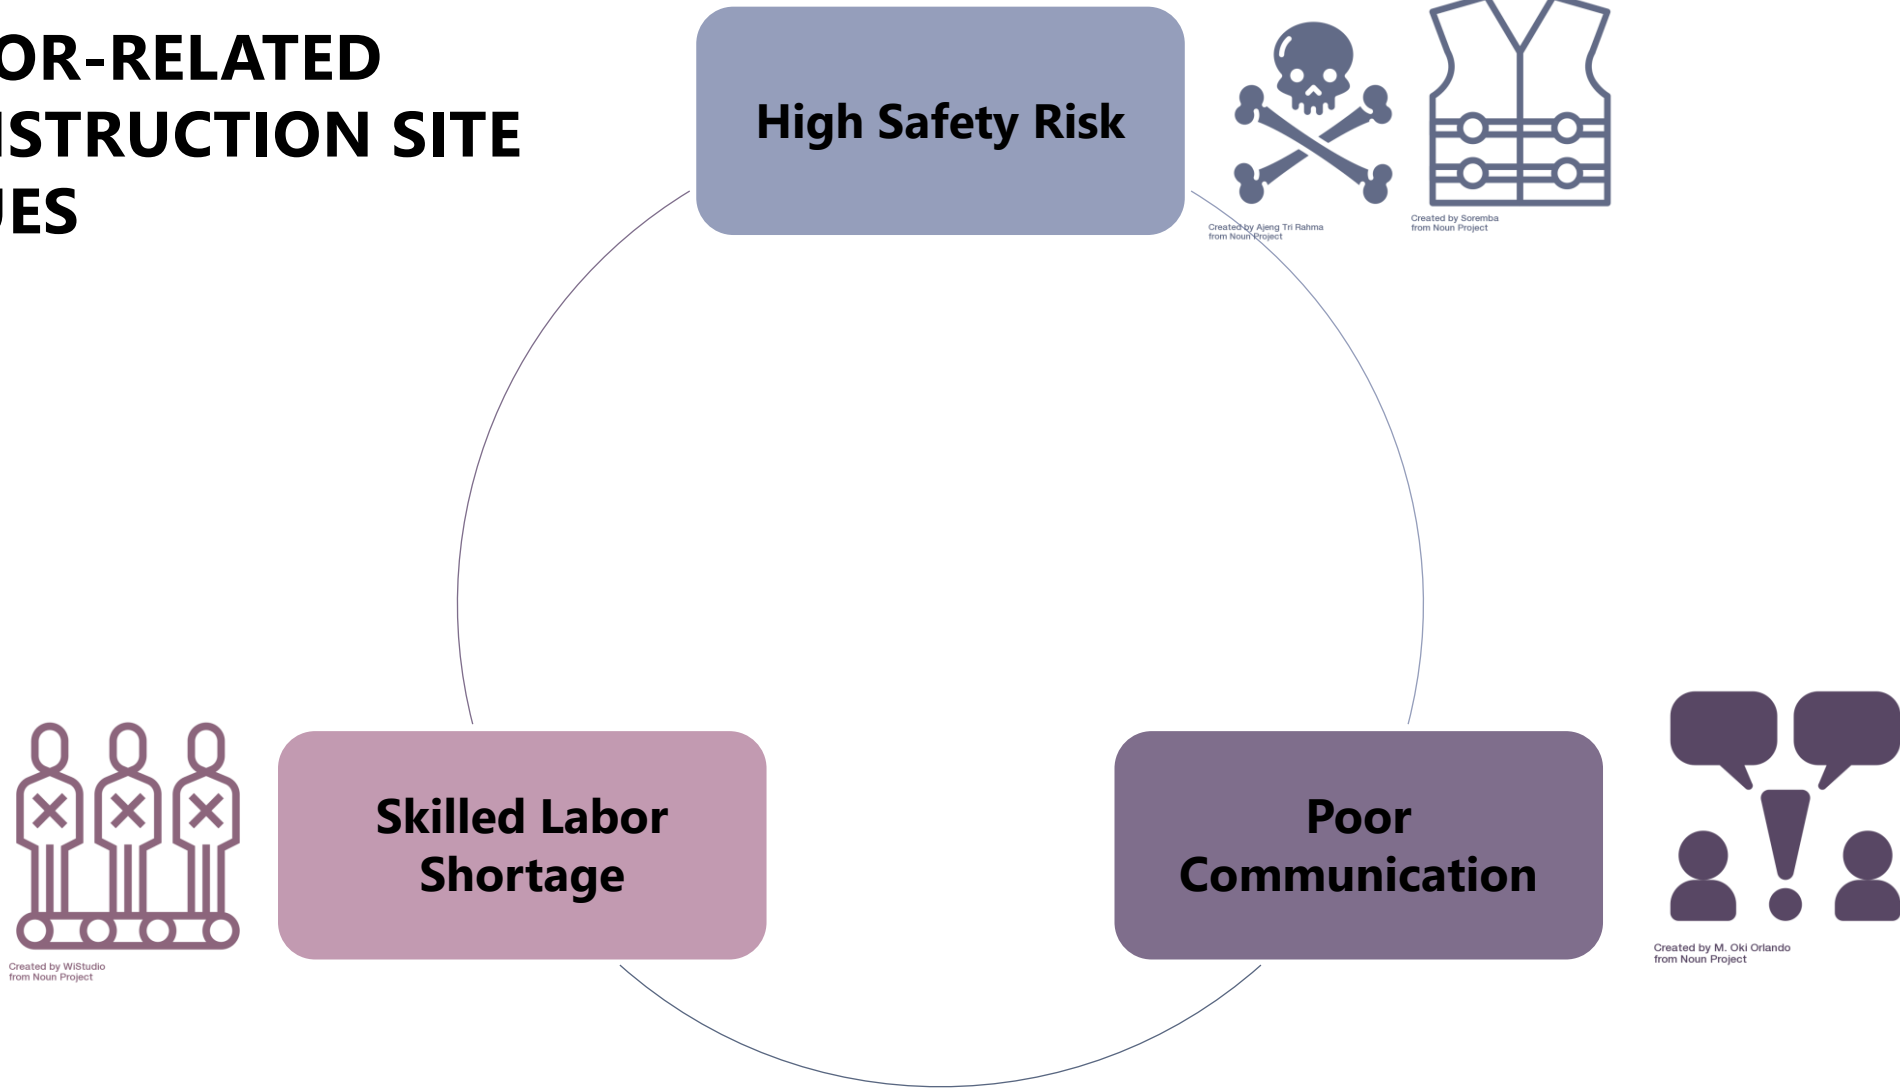 OR-RELATED
NSTRUCTION SITE
UES
High Safety Risk
Created by Ajeng Tri Rahma
from Noun Project
Created by Soremba
from Noun Project
Skilled Labor
Shortage
Created by WiStudio
from Noun Project
Poor
Communication
Created by M. Oki Orlando
from Noun Project